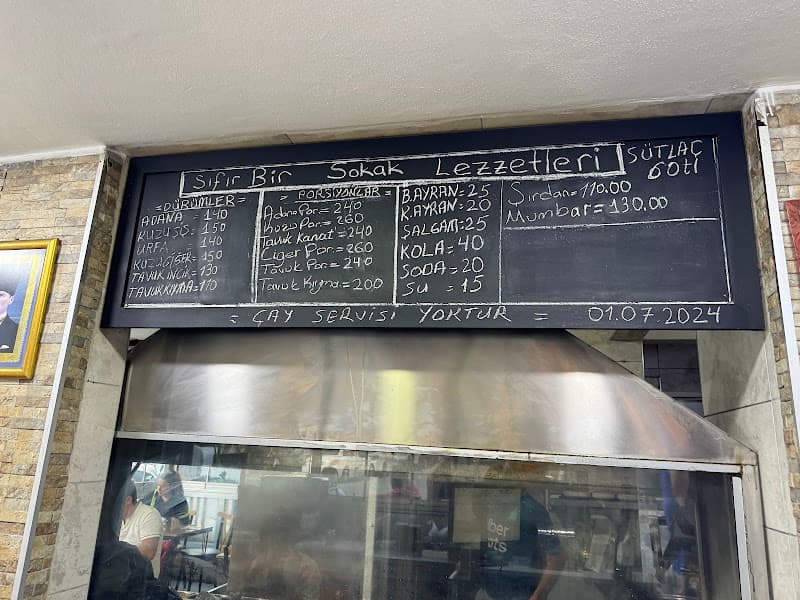 Sıfır Bir Sokak Lezzetleri
SÜTLAÇ
60tl
=DÜRÜMLER=
ADANA = 140
KUZU ŞİŞ = 150
URFA = 140
KUZU CİĞER = 150
TAVUK İNCİK = 130
TAVUK KIYMA = 110
= PORSİYONLAR =
Adana Por. = 240
Kuzu Por. = 260
Tavuk Kanat = 240
Ciğer Por. = 260
Tavuk Por. = 240
Tavuk Kıyma = 200
B.AYRAN = 25
K.AYRAN = 20
ŞALGAM = 25
KOLA = 40
SODA = 20
SU = 15
Şırdan = 110.00
Mumbar = 130.00
= ÇAY SERVİSİ YOKTUR =
01.07.2024